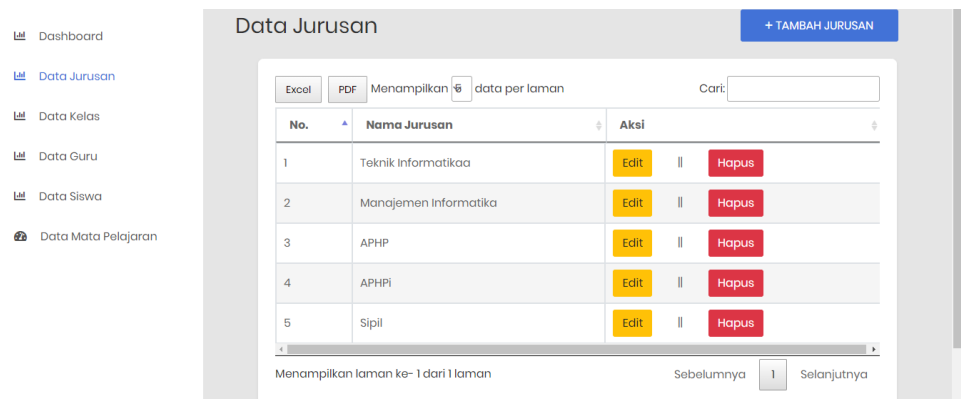 Dashboard
Data Jurusan
Data Kelas
Data Guru
Data Siswa
Data Mata Pelajaran
Data Jurusan
+ TAMBAH JURUSAN
Excel PDF Menampilkan data per laman Cari:
No. Nama Jurusan Aksi
1 Teknik Informatikaa Edit || Hapus
2 Manajemen Informatika Edit || Hapus
3 APHP Edit || Hapus
4 APHPi Edit || Hapus
5 Sipil Edit || Hapus
Menampilkan laman ke- 1 dari 1 laman Sebelumnya 1 Selanjutnya